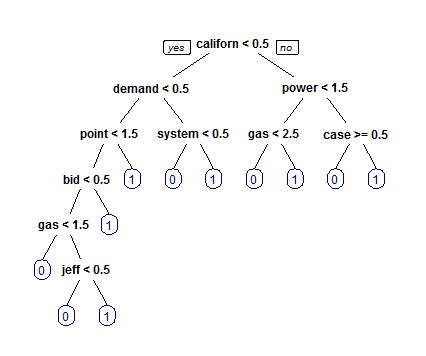 yes californ < 0.5 no
demand < 0.5 power < 1.5
point < 1.5 system < 0.5 gas < 2.5 case >= 0.5
bid < 0.5 1 0 1 0 1 0 1
gas < 1.5 1
0 jeff < 0.5
0 1